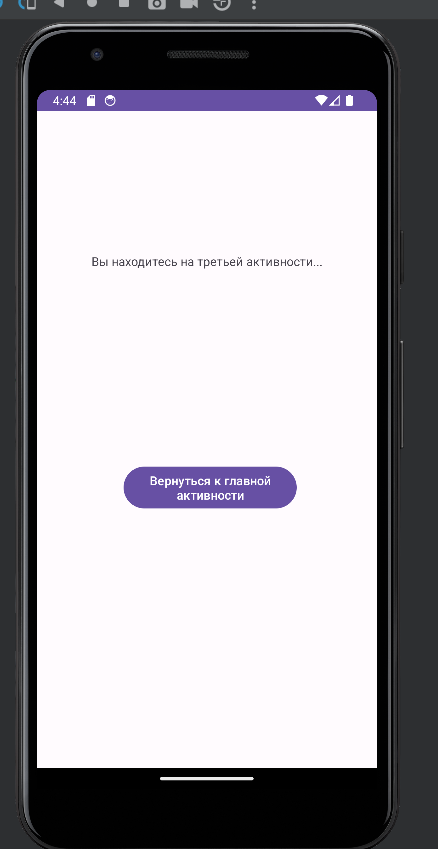 4:44
Вы находитесь на третьей активности...
Вернуться к главной
активности